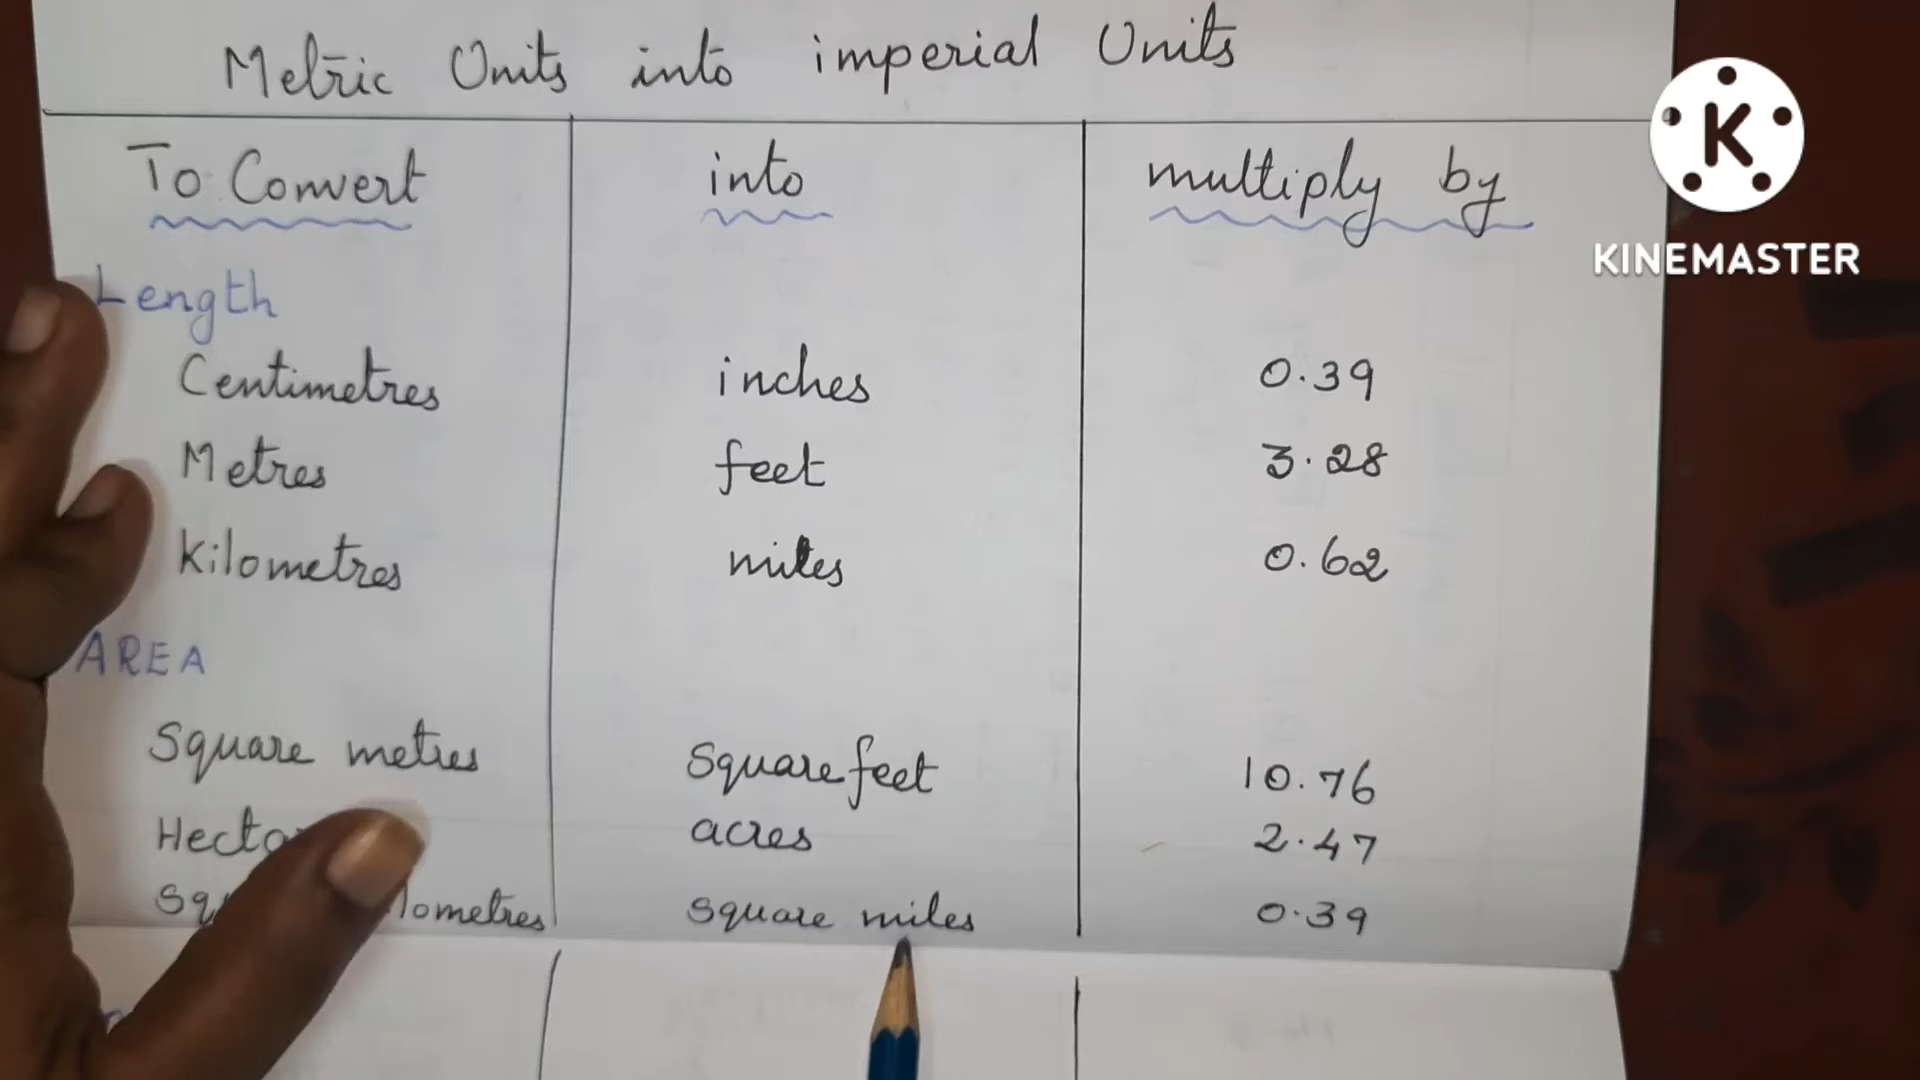 Metric Units into imperial Units
To Convert into multiply by
Length
Centimetres inches 0.39
Metres feet 3.28
Kilometres miles 0.62
AREA
Square metres Square feet 10.76
acres 2.47
square miles 0.39
K
KINEMASTER